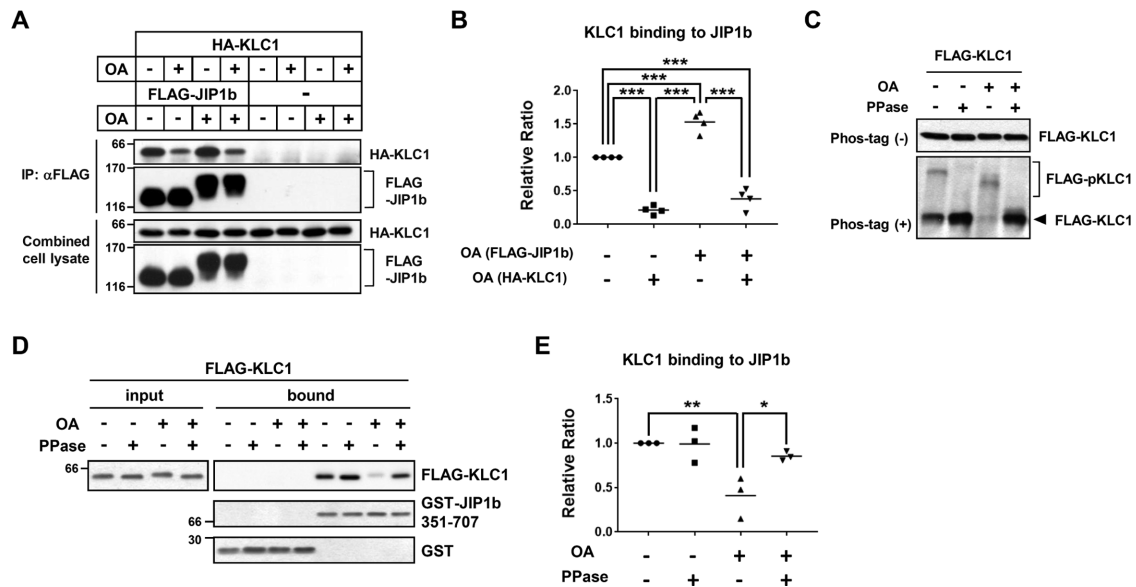 A
HA-KLC1
OA - + - + - + - +
FLAG-JIP1b -
OA - - + + - - + +
IP: αFLAG
66
HA-KLC1
170
FLAG
-JIP1b
116
Combined
cell lysate
66
HA-KLC1
170
FLAG
-JIP1b
116
B
KLC1 binding to JIP1b
Relative Ratio
2.0
1.5
1.0
0.5
0.0
***
***
*** *** ***
OA (FLAG-JIP1b) - - + +
OA (HA-KLC1) - + - +
C
FLAG-KLC1
OA - - + +
PPase - + - +
Phos-tag (-) FLAG-KLC1
FLAG-pKLC1
Phos-tag (+) FLAG-KLC1
D
FLAG-KLC1
input bound
OA - - + + - - + + - - + +
PPase - + - + - + - + - + - +
66
FLAG-KLC1
GST-JIP1b
351-707
66
30
GST
E
KLC1 binding to JIP1b
Relative Ratio
1.5
1.0
0.5
0.0
** *
OA - - + +
PPase - + - +